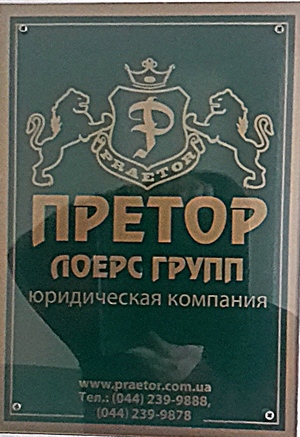 P
PRAETOR
ПРЕТОР
ЛОЕРС ГРУПП
юридическая компания
www.praetor.com.ua
Тел.: (044) 239-9888,
(044) 239-9878